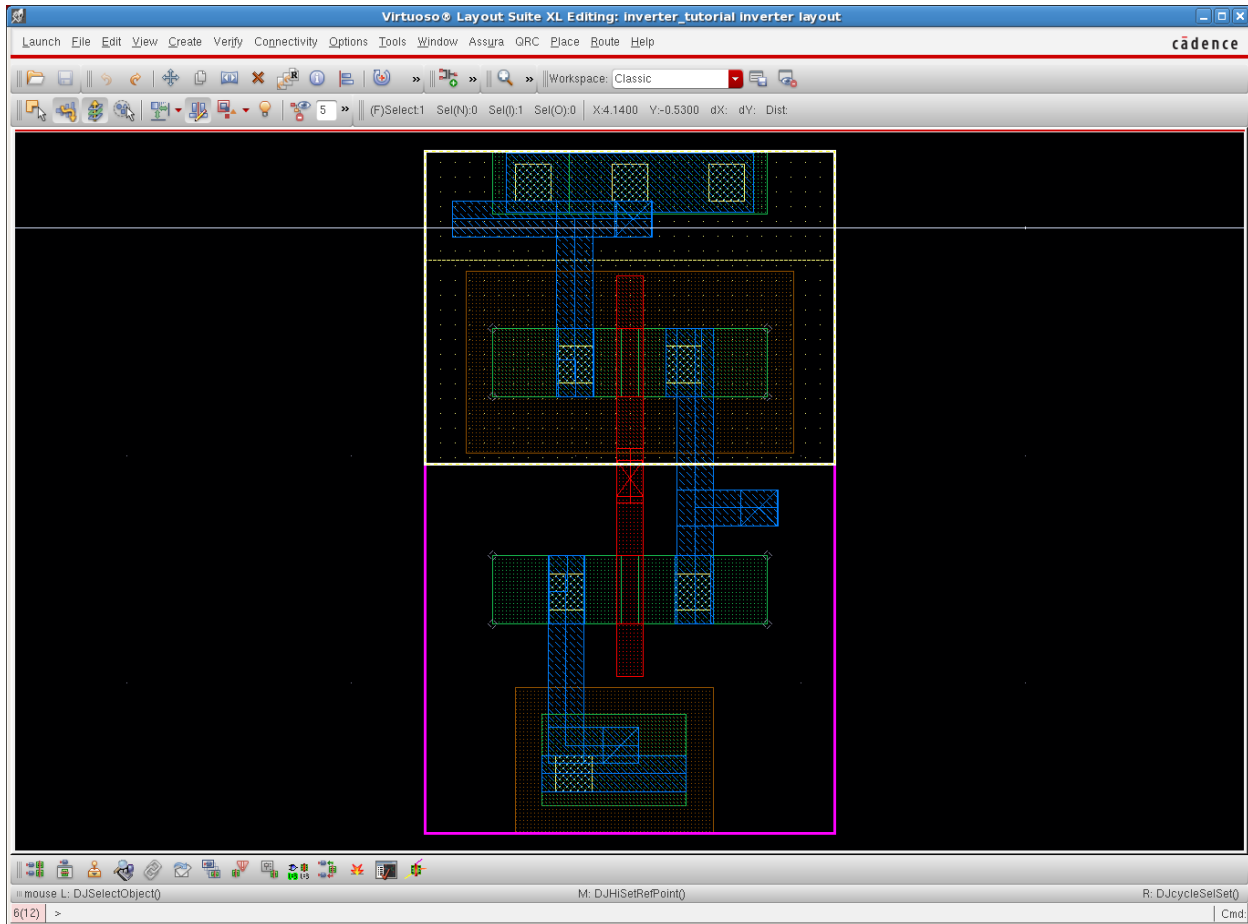 Virtuoso® Layout Suite XL Editing: inverter_tutorial inverter layout
Launch File Edit View Create Verify Connectivity Options Tools Window Assura QRC Place Route Help
cādence
» » » Workspace: Classic
5 » (F)Select:1 Sel(N):0 Sel(I):1 Sel(O):0 X:4.1400 Y:-0.5300 dX: dY: Dist:
mouse L: DJSelectObject() M: DJHiSetRefPoint() R: DJcycleSelSet()
6(12) > Cmd: